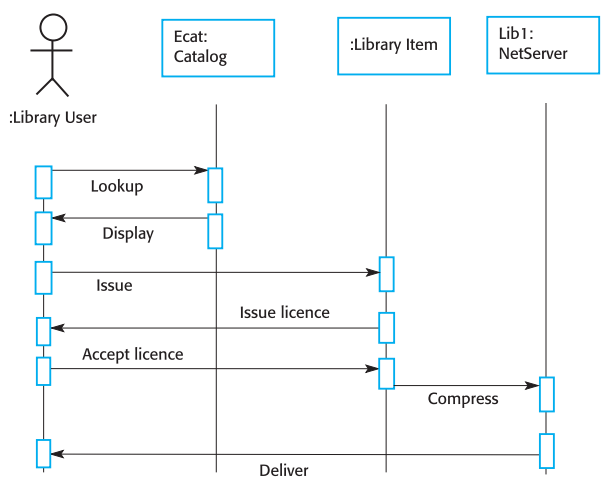 Ecat:
Catalog
:Library Item
Lib1:
NetServer
:Library User
Lookup
Display
Issue
Issue licence
Accept licence
Compress
Deliver